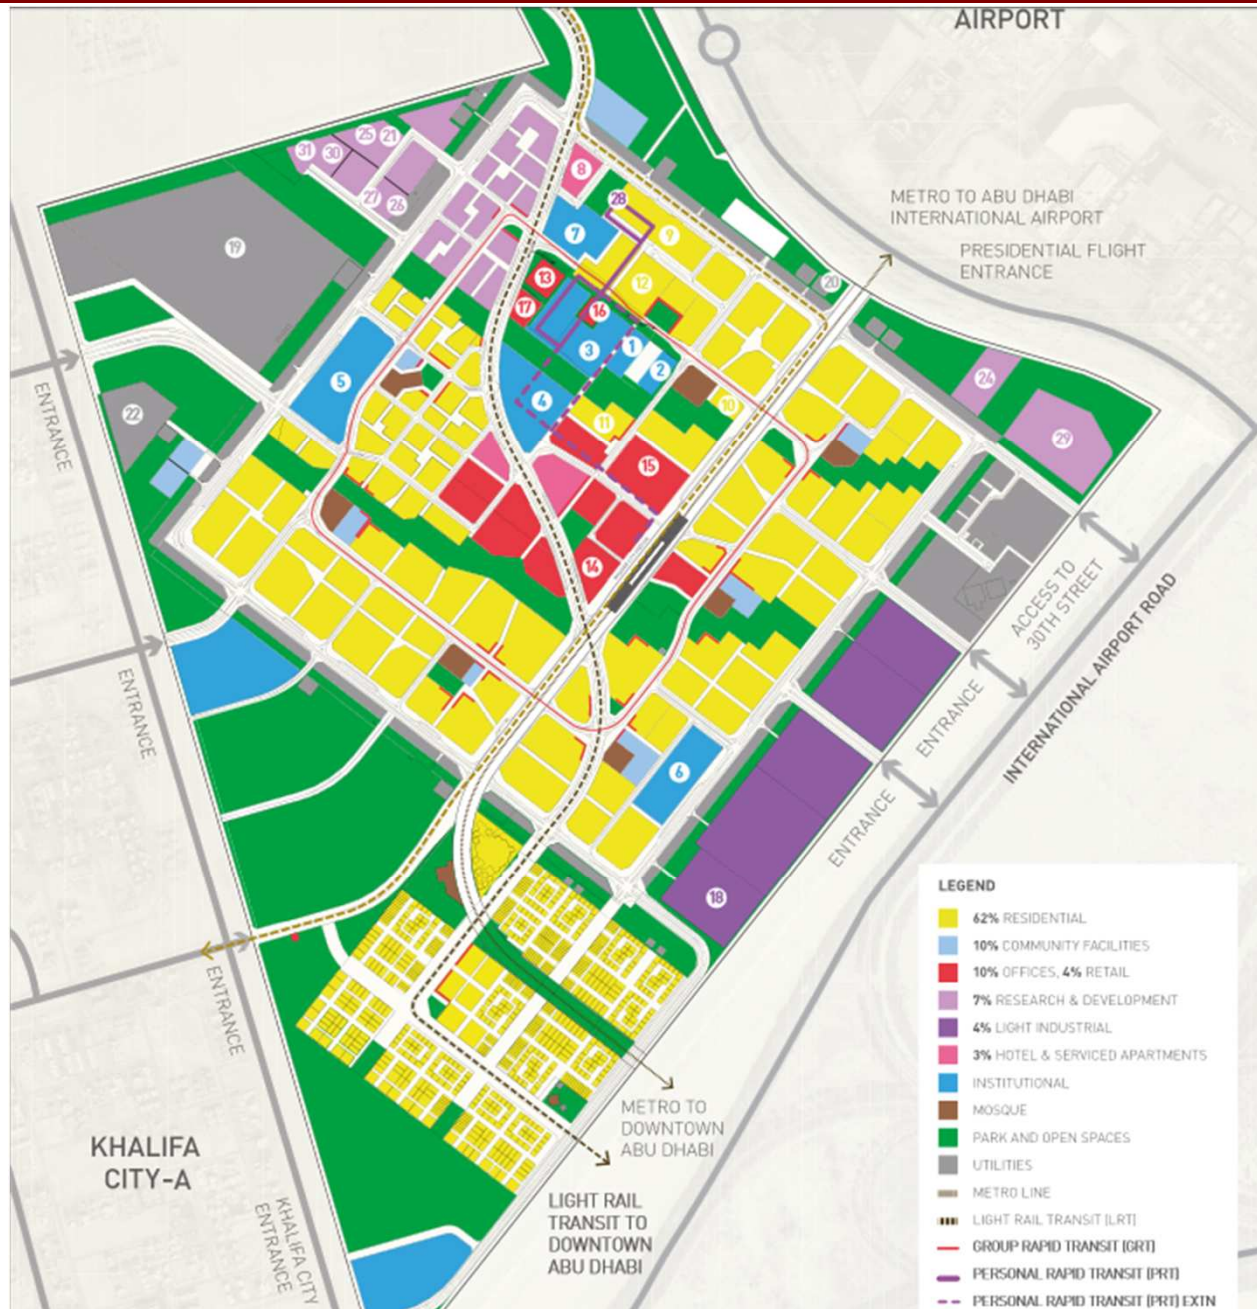 AIRPORT
METRO TO ABU DHABI
INTERNATIONAL AIRPORT
PRESIDENTIAL FLIGHT
ENTRANCE
25
21
31
30
27
26
8
28
7
9
19
13
12
20
17
16
1
3
2
5
4
24
22
10
11
29
15
14
6
18
ENTRANCE
ENTRANCE
ENTRANCE
KHALIFA CITY
ENTRANCE
ACCESS TO
30TH STREET
ENTRANCE
ENTRANCE
INTERNATIONAL AIRPORT ROAD
KHALIFA
CITY-A
METRO TO
DOWNTOWN
ABU DHABI
LIGHT RAIL
TRANSIT TO
DOWNTOWN
ABU DHABI
LEGEND
62% RESIDENTIAL
10% COMMUNITY FACILITIES
10% OFFICES, 4% RETAIL
7% RESEARCH & DEVELOPMENT
4% LIGHT INDUSTRIAL
3% HOTEL & SERVICED APARTMENTS
INSTITUTIONAL
MOSQUE
PARK AND OPEN SPACES
UTILITIES
METRO LINE
LIGHT RAIL TRANSIT (LRT)
GROUP RAPID TRANSIT (GRT)
PERSONAL RAPID TRANSIT (PRT)
PERSONAL RAPID TRANSIT (PRT) EXTN